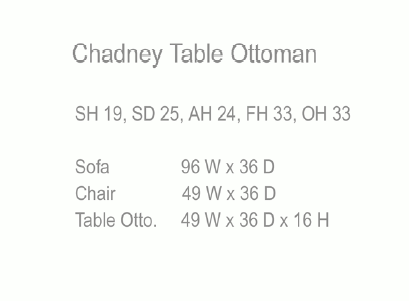 Chadney Table Ottoman
SH 19, SD 25, AH 24, FH 33, OH 33
Sofa 96 W x 36 D
Chair 49 W x 36 D
Table Otto. 49 W x 36 D x 16 H